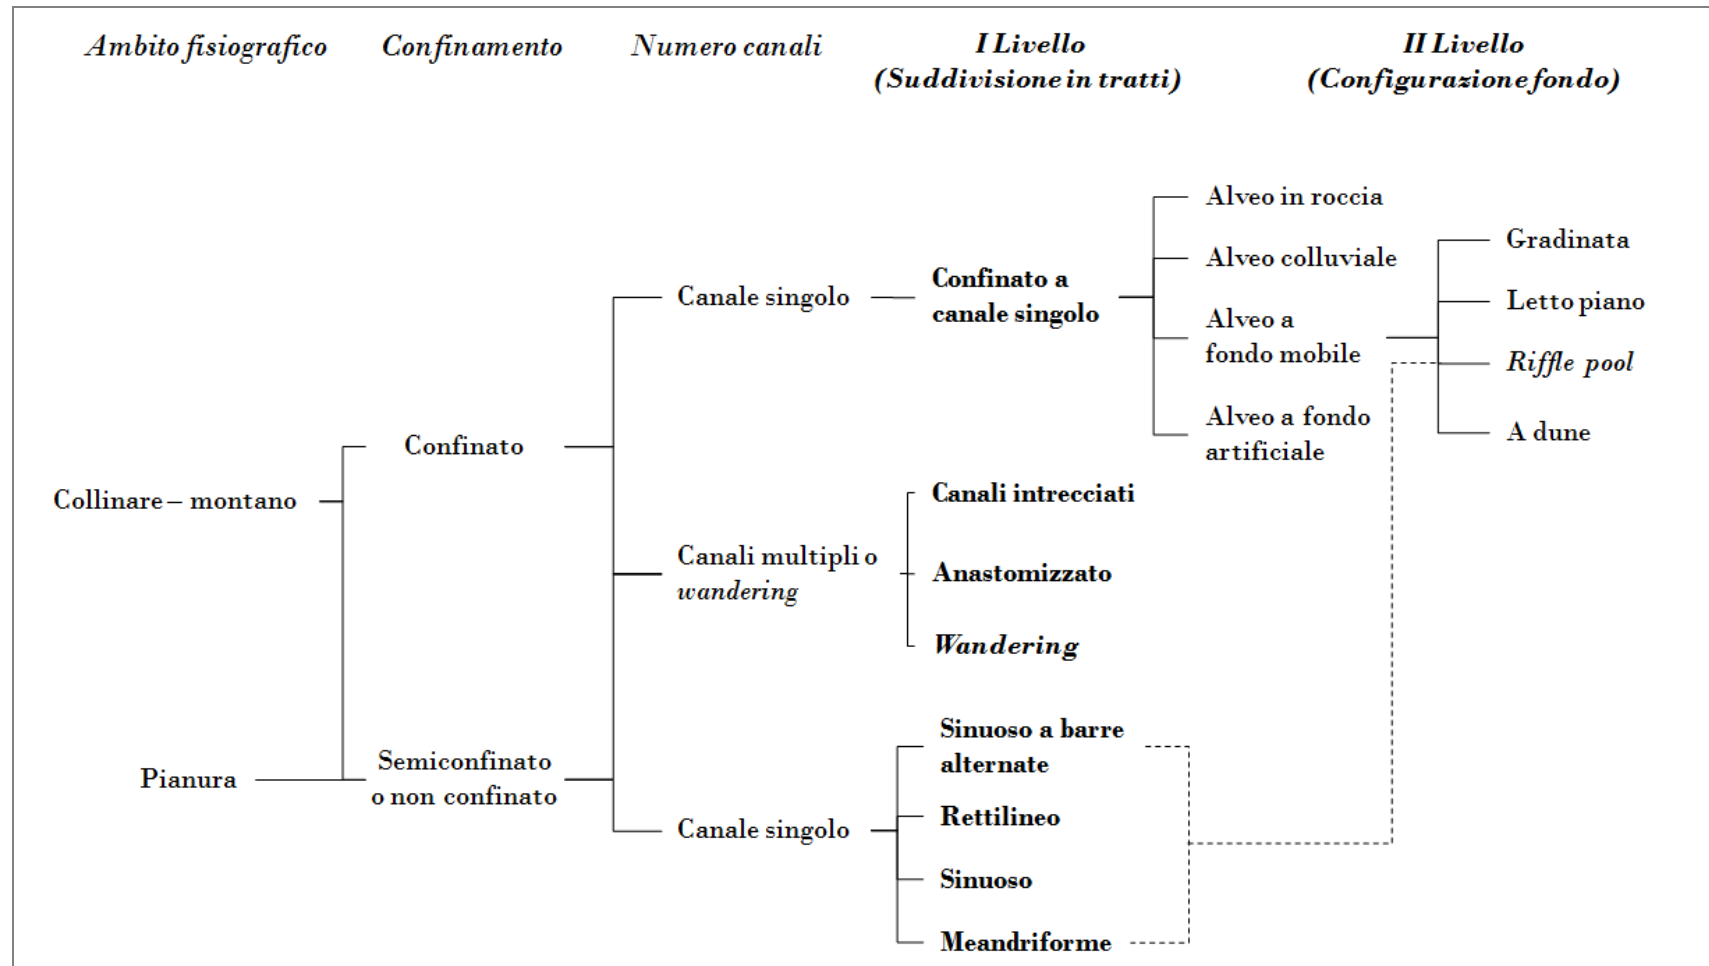 Ambito fisiografico
Confinamento
Numero canali
I Livello
(Suddivisione in tratti)
II Livello
(Configurazione fondo)
Alveo in roccia
Alveo colluviale
Alveo a
fondo mobile
Alveo a fondo
artificiale
Gradinata
Letto piano
Riffle pool
A dune
Canale singolo
Confinato a
canale singolo
Confinato
Collinare – montano
Canali multipli o
wandering
Canali intrecciati
Anastomizzato
Wandering
Pianura
Semiconfinato
o non confinato
Canale singolo
Sinuoso a barre
alternate
Rettilineo
Sinuoso
Meandriforme